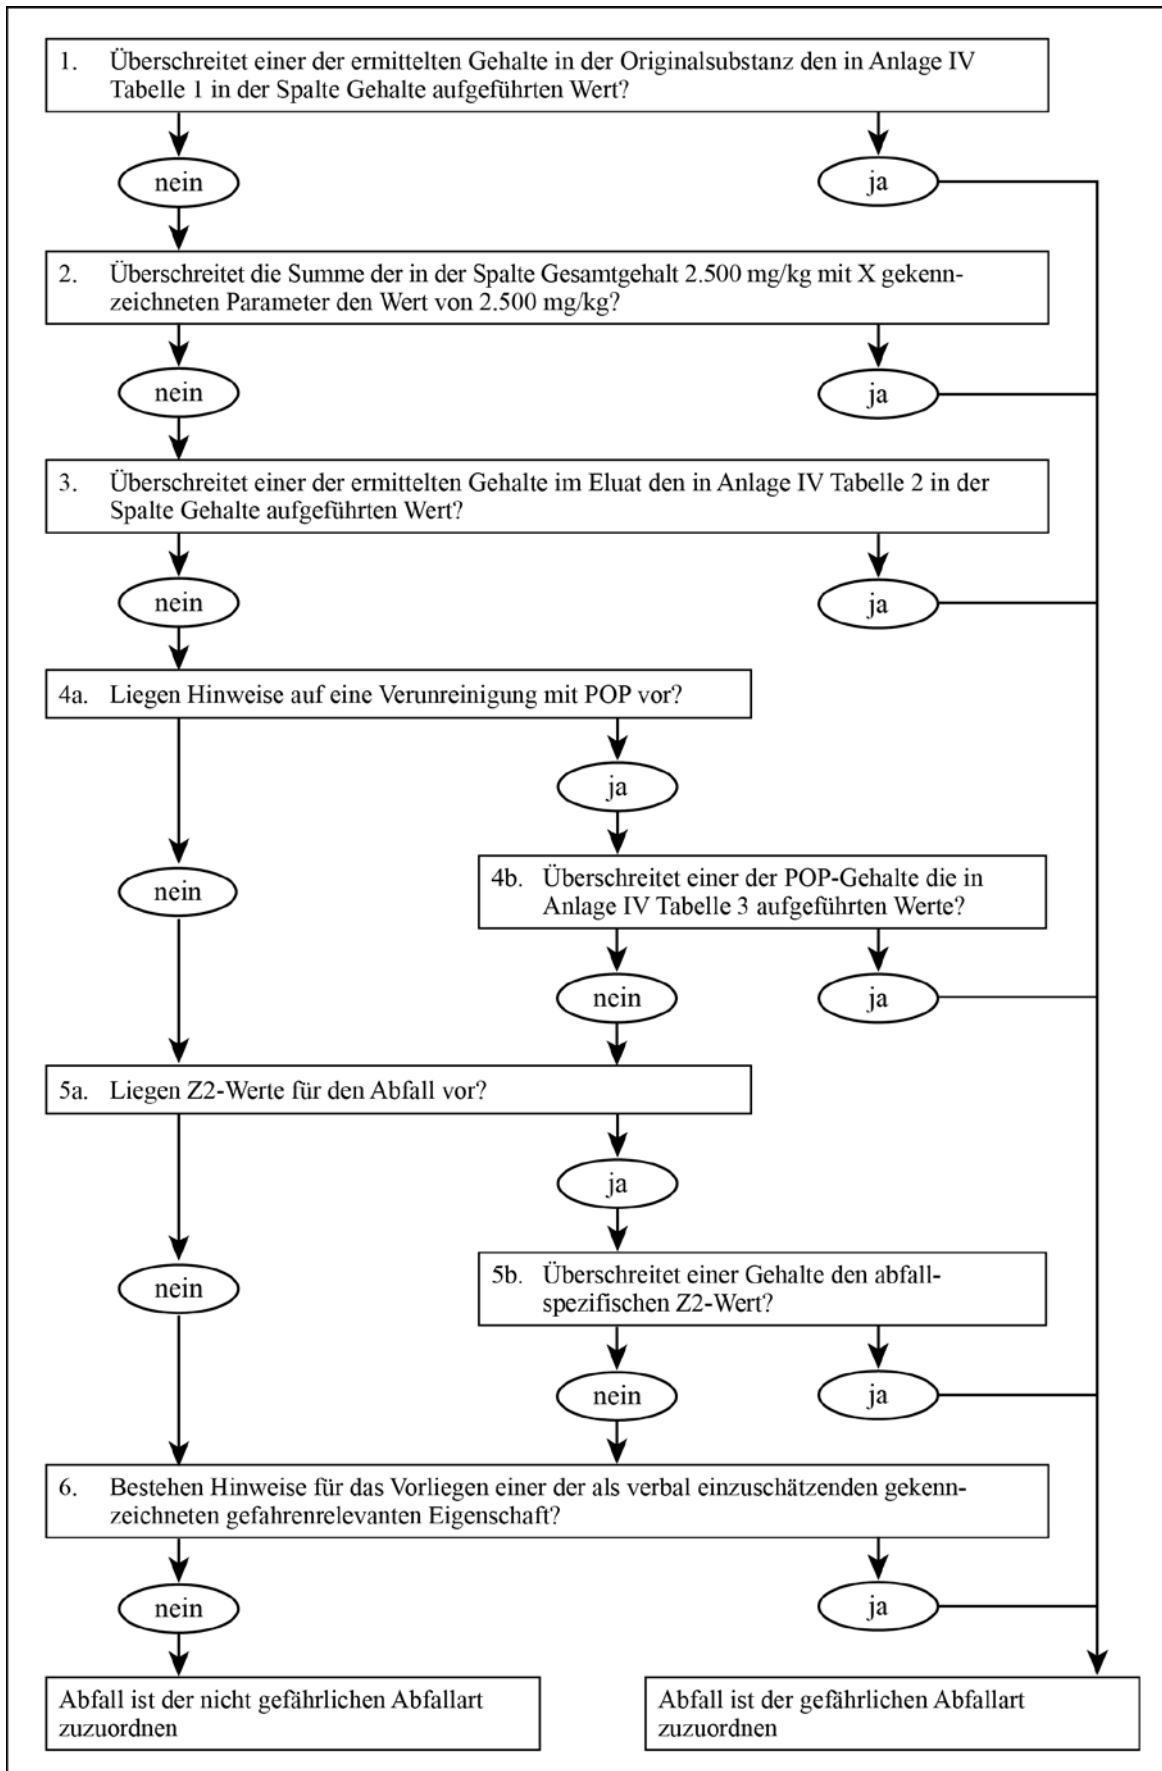 1. Überschreitet einer der ermittelten Gehalte in der Originalsubstanz den in Anlage IV
Tabelle 1 in der Spalte Gehalte aufgeführten Wert?
nein
ja
2. Überschreitet die Summe der in der Spalte Gesamtgehalt 2.500 mg/kg mit X gekenn-
zeichneten Parameter den Wert von 2.500 mg/kg?
nein
ja
3. Überschreitet einer der ermittelten Gehalte im Eluat den in Anlage IV Tabelle 2 in der
Spalte Gehalte aufgeführten Wert?
nein
ja
4a. Liegen Hinweise auf eine Verunreinigung mit POP vor?
ja
nein
4b. Überschreitet einer der POP-Gehalte die in
Anlage IV Tabelle 3 aufgeführten Werte?
nein
ja
5a. Liegen Z2-Werte für den Abfall vor?
ja
nein
5b. Überschreitet einer Gehalte den abfall-
spezifischen Z2-Wert?
nein
ja
6. Bestehen Hinweise für das Vorliegen einer der als verbal einzuschätzenden gekenn-
zeichneten gefahrenrelevanten Eigenschaft?
nein
ja
Abfall ist der nicht gefährlichen Abfallart
zuzuordnen
Abfall ist der gefährlichen Abfallart
zuzuordnen